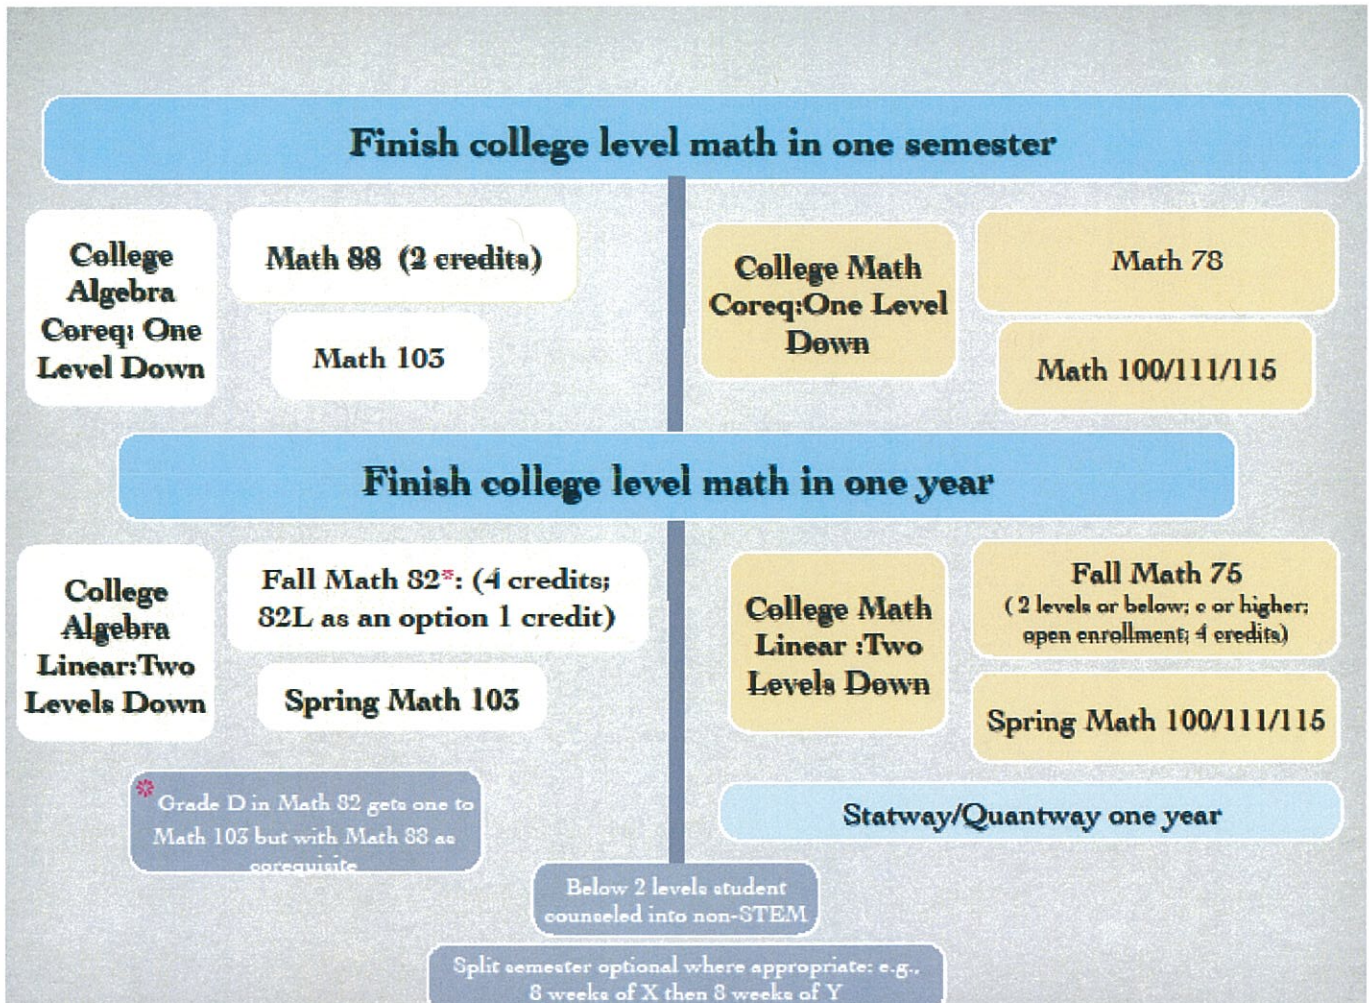 Finish college level math in one semester
College
Algebra
Coreq: One
Level Down
Math 88 (2 credits)
Math 103
College Math
Coreq:One Level
Down
Math 78
Math 100/111/115
Finish college level math in one year
College
Algebra
Linear:Two
Levels Down
Fall Math 82*: (4 credits;
82L as an option 1 credit)
Spring Math 103
College Math
Linear :Two
Levels Down
Fall Math 75
( 2 levels or below; c or higher;
open enrollment; 4 credits)
Spring Math 100/111/115
* Grade D in Math 82 gets one to
Math 103 but with Math 88 as
corequisite
Statway/Quantway one year
Below 2 levels student
counseled into non-STEM
Split semester optional where appropriate: e.g.,
8 weeks of X then 8 weeks of Y